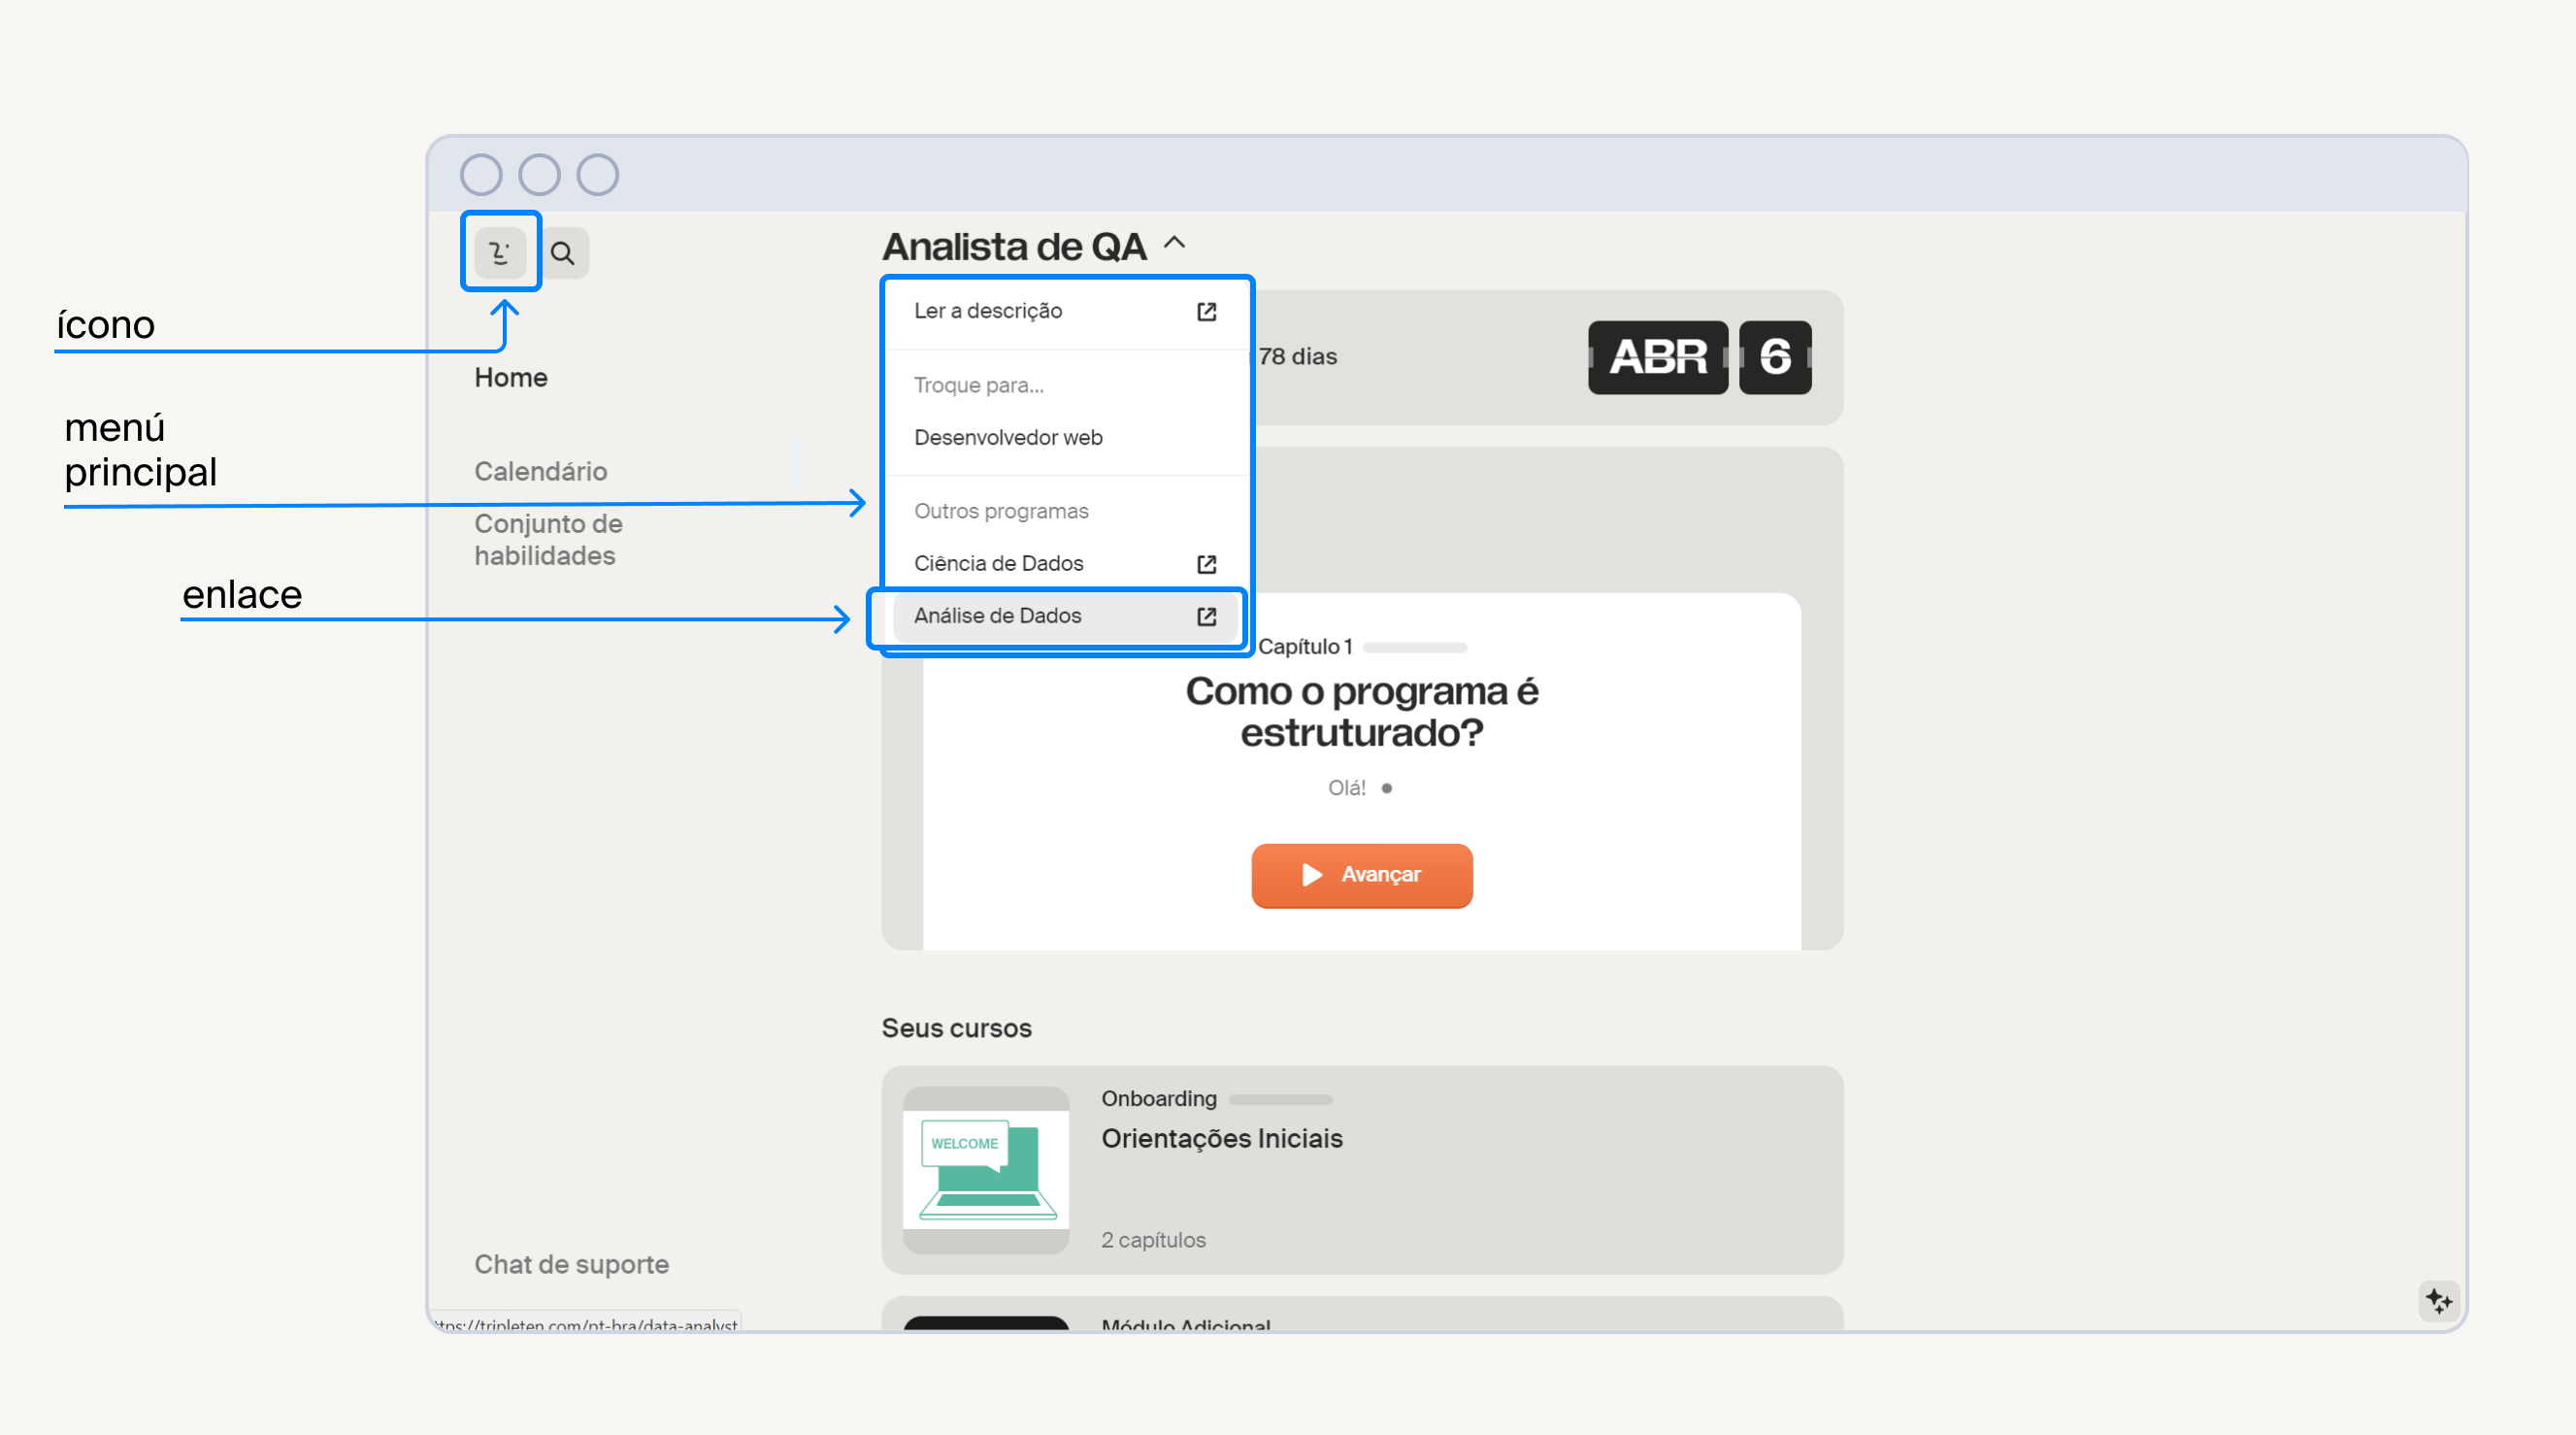 ícono
menú
principal
enlace
Home
Calendário
Conjunto de
habilidades
Chat de suporte
Analista de QA
Ler a descrição
Troque para...
Desenvolvedor web
Outros programas
Ciência de Dados
Análise de Dados
78 dias
ABR 6
Capítulo 1
Como o programa é
estruturado?
Olá!
Avançar
Seus cursos
WELCOME
Onboarding
Orientações Iniciais
2 capítulos
Módulo Adicional
ttps://tripleten.com/pt-bra/data-analyst